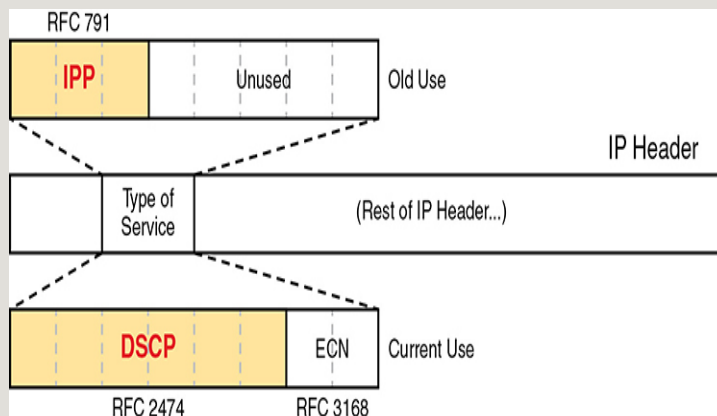 RFC 791
IPP
Unused
Old Use
IP Header
Type of
Service
(Rest of IP Header...)
DSCP
ECN
Current Use
RFC 2474
RFC 3168